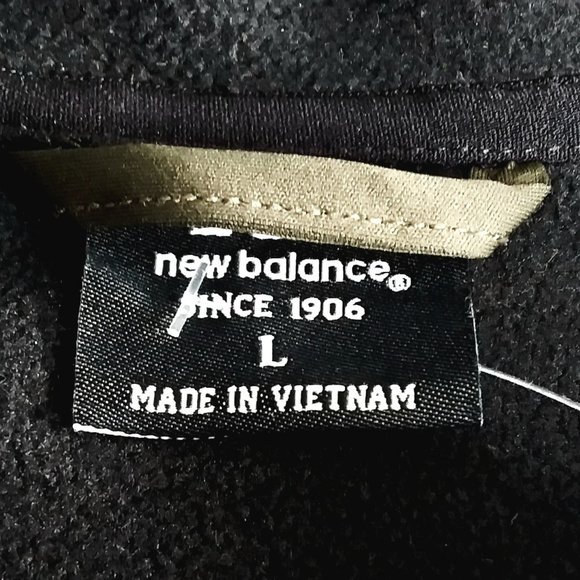 new balance®
SINCE 1906
L
MADE IN VIETNAM